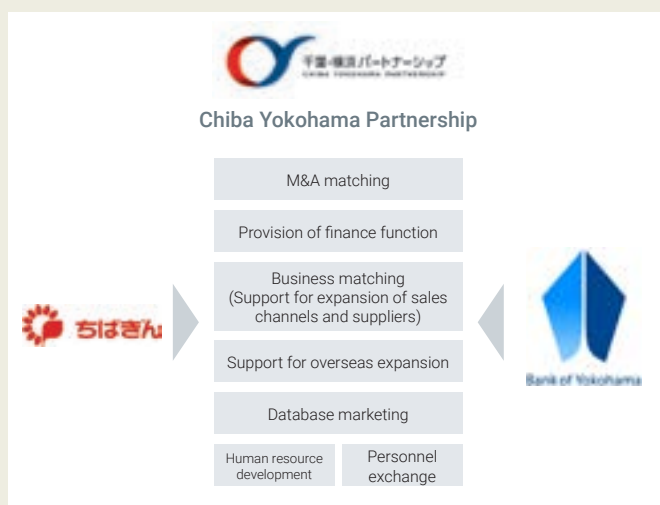 千葉・横浜パートナーシップ
CHIBA YOKOHAMA PARTNERSHIP
Chiba Yokohama Partnership
M&A matching
Provision of finance function
Business matching
(Support for expansion of sales
channels and suppliers)
ちばぎん
Bank of Yokohama
Support for overseas expansion
Database marketing
Human resource
development
Personnel
exchange